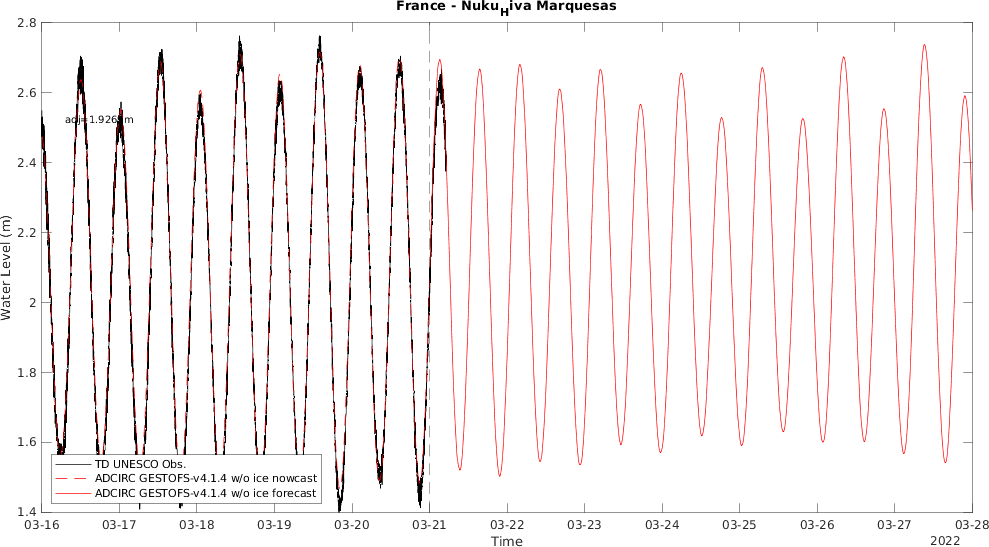 France - Nuku_Hiva Marquesas
2.8
2.6
2.4
2.2
2
1.8
1.6
1.4
Water Level (m)
TD UNESCO Obs.
ADCIRC GESTOFS-v4.1.4 w/o ice nowcast
ADCIRC GESTOFS-v4.1.4 w/o ice forecast
03-16 03-17 03-18 03-19 03-20 03-21 03-22 03-23 03-24 03-25 03-26 03-27 03-28
Time
2022